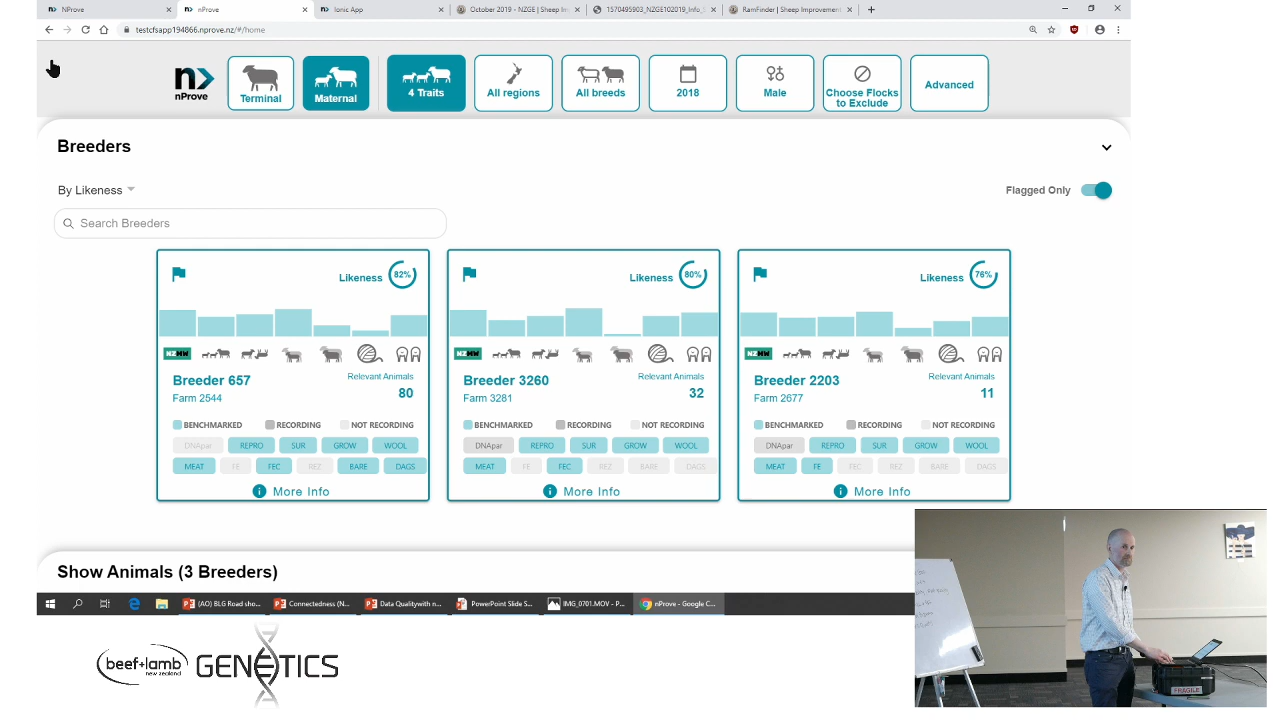 NProve
nProve
Ionic App
October 2019 - NZGE | Sheep Im
1570495903_NZGE102019_Info_
RamFinder | Sheep Improvement
testcfsapp194866.nprove.nz/#/home
n>
nProve
Terminal
Maternal
4 Traits
All regions
All breeds
2018
Male
Choose Flocks
to Exclude
Advanced
Breeders
By Likeness
Flagged Only
Search Breeders
Likeness 82%
NZMW
Breeder 657
Relevant Animals
Farm 2544
80
BENCHMARKED RECORDING NOT RECORDING
DNApar REPRO SUR GROW WOOL
MEAT FE FEC REZ BARE DAGS
More Info
Likeness 80%
NZMW
Breeder 3260
Relevant Animals
Farm 3281
32
BENCHMARKED RECORDING NOT RECORDING
DNApar REPRO SUR GROW WOOL
MEAT FE FEC REZ BARE DAGS
More Info
Likeness 76%
NZMW
Breeder 2203
Relevant Animals
Farm 2677
11
BENCHMARKED RECORDING NOT RECORDING
DNApar REPRO SUR GROW WOOL
MEAT FE FEC REZ BARE DAGS
More Info
Show Animals (3 Breeders)
(AO) BLG Road sho...
Connectedness (N...
Data Qualitywith n...
PowerPoint Slide S...
IMG_0701.MOV - P...
nProve - Google C...
beef+lamb
new zealand
GENETICS
FRAGILE